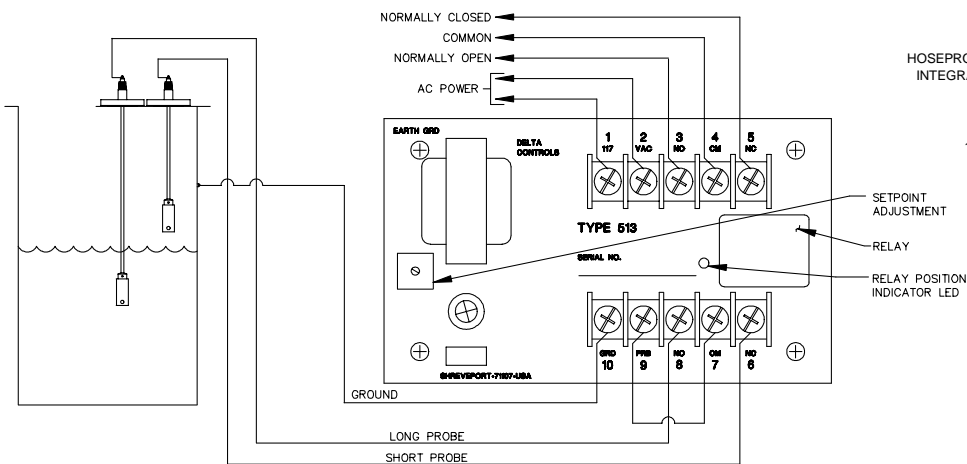 NORMALLY CLOSED
COMMON
NORMALLY OPEN
AC POWER
HOSEPRO
INTEGRA
EARTH GRD
DELTA
CONTROLS
1 2 3 4 5
117 VAC NO CM NC
TYPE 513
SERIAL NO.
SETPOINT
ADJUSTMENT
RELAY
RELAY POSITION
INDICATOR LED
GRD PRB NO CM NC
10 9 8 7 6
SHREVEPORT-71107-USA
GROUND
LONG PROBE
SHORT PROBE